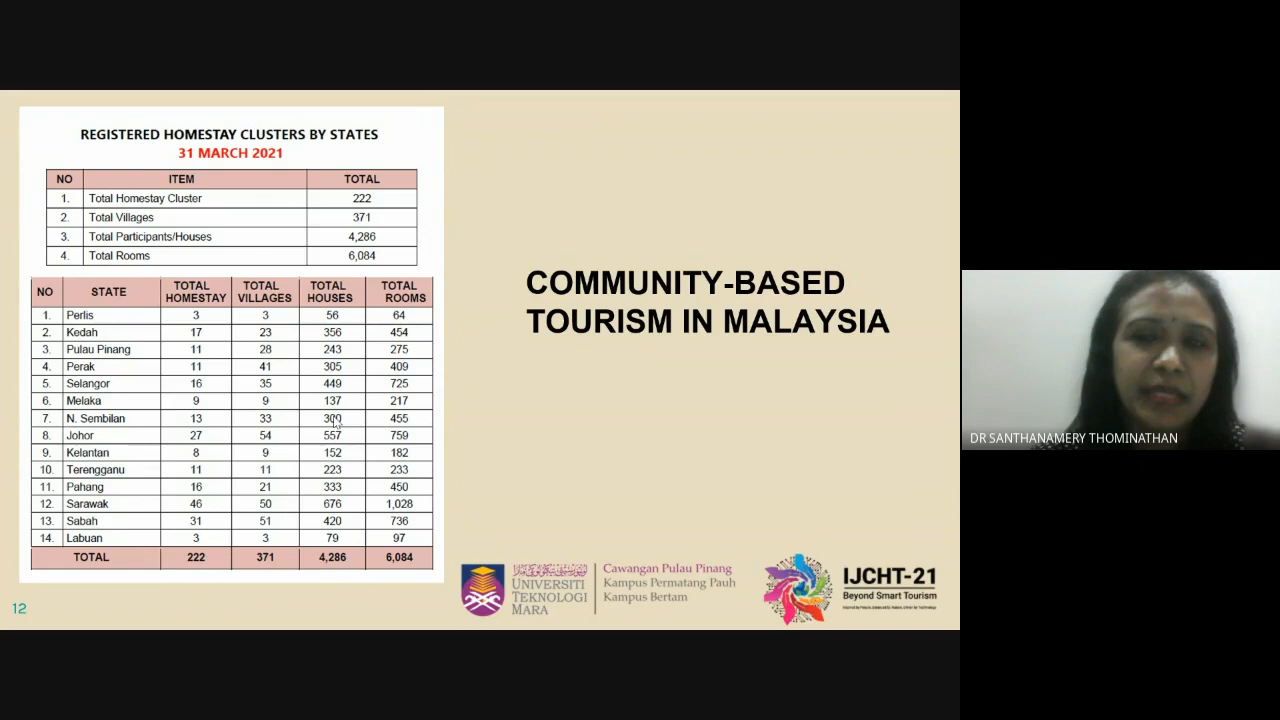 REGISTERED HOMESTAY CLUSTERS BY STATES
31 MARCH 2021
NO ITEM TOTAL
1. Total Homestay Cluster 222
2. Total Villages 371
3. Total Participants/Houses 4,286
4. Total Rooms 6,084
NO STATE TOTAL HOMESTAY TOTAL VILLAGES TOTAL HOUSES TOTAL ROOMS
1. Perlis 3 3 56 64
2. Kedah 17 23 356 454
3. Pulau Pinang 11 28 243 275
4. Perak 11 41 305 409
5. Selangor 16 35 449 725
6. Melaka 9 9 137 217
7. N. Sembilan 13 33 300 455
8. Johor 27 54 557 759
9. Kelantan 8 9 152 182
10. Terengganu 11 11 223 233
11. Pahang 16 21 333 450
12. Sarawak 46 50 676 1,028
13. Sabah 31 51 420 736
14. Labuan 3 3 79 97
TOTAL 222 371 4,286 6,084
COMMUNITY-BASED
TOURISM IN MALAYSIA
UNIVERSITI
TEKNOLOGI
MARA
Cawangan Pulau Pinang
Kampus Permatang Pauh
Kampus Bertam
IJCHT-21
Beyond Smart Tourism
12
DR SANTHANAMERY THOMINATHAN